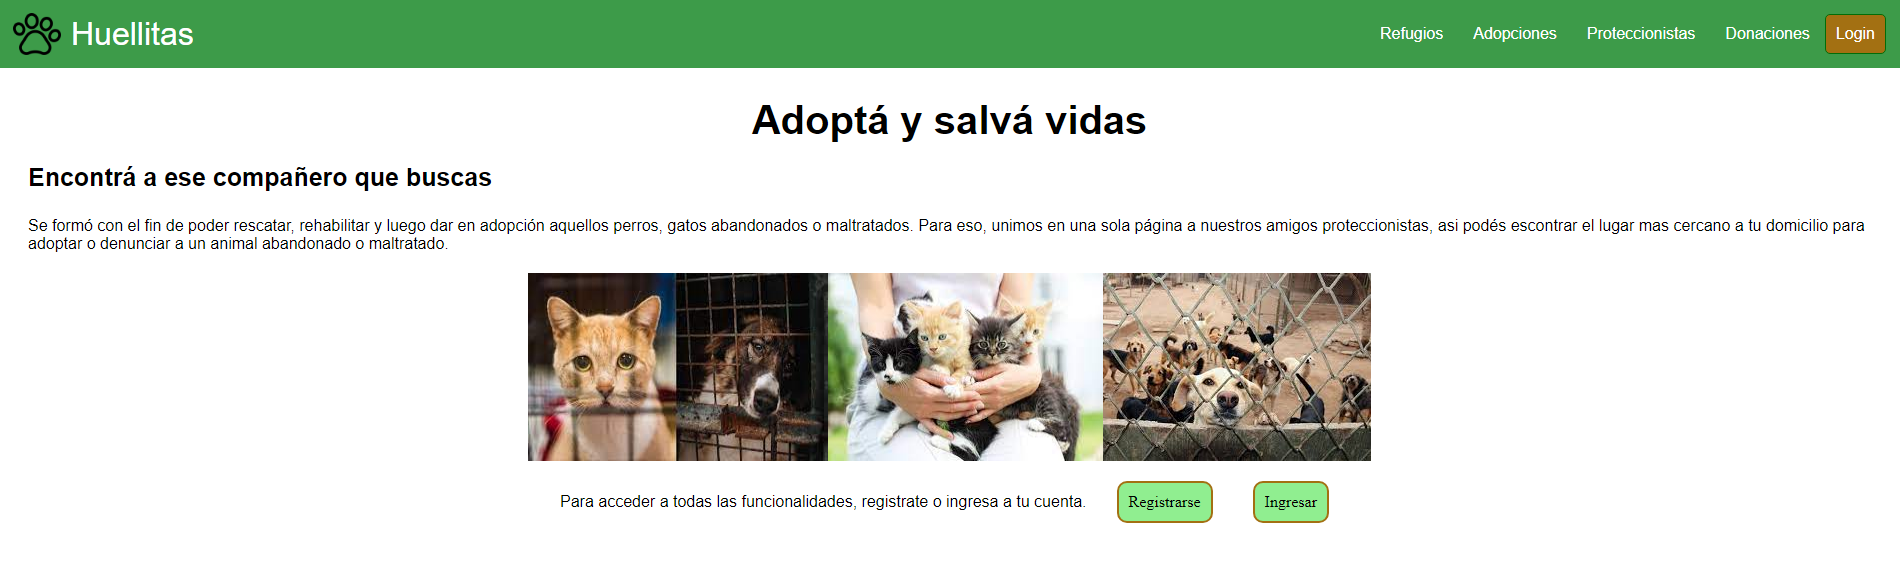 Huellitas
Refugios Adopciones Proteccionistas Donaciones Login
Adoptá y salvá vidas
Encontrá a ese compañero que buscas
Se formó con el fin de poder rescatar, rehabilitar y luego dar en adopción aquellos perros, gatos abandonados o maltratados. Para eso, unimos en una sola página a nuestros amigos proteccionistas, asi podés escontrar el lugar mas cercano a tu domicilio para
adoptar o denunciar a un animal abandonado o maltratado.
Para acceder a todas las funcionalidades, registrate o ingresa a tu cuenta. Registrarse Ingresar